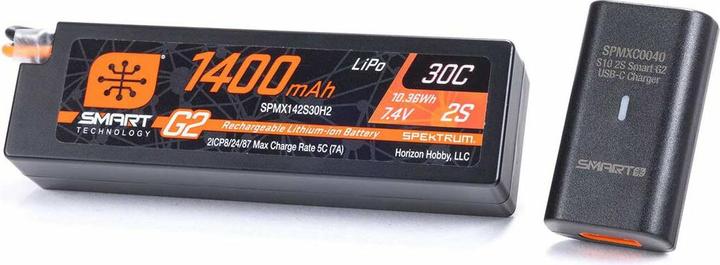 SMART
TECHNOLOGY
G2
1400mAh
SPMX142S30H2
Rechargeable Lithium-ion Battery
2ICP8/24/87 Max Charge Rate 5C (7A)
LiPo
30C
10.36Wh
7.4V
2S
SPEKTRUM
Horizon Hobby, LLC
SPMXC0040
S10 2S Smart G2
USB-C Charger
SMART G2